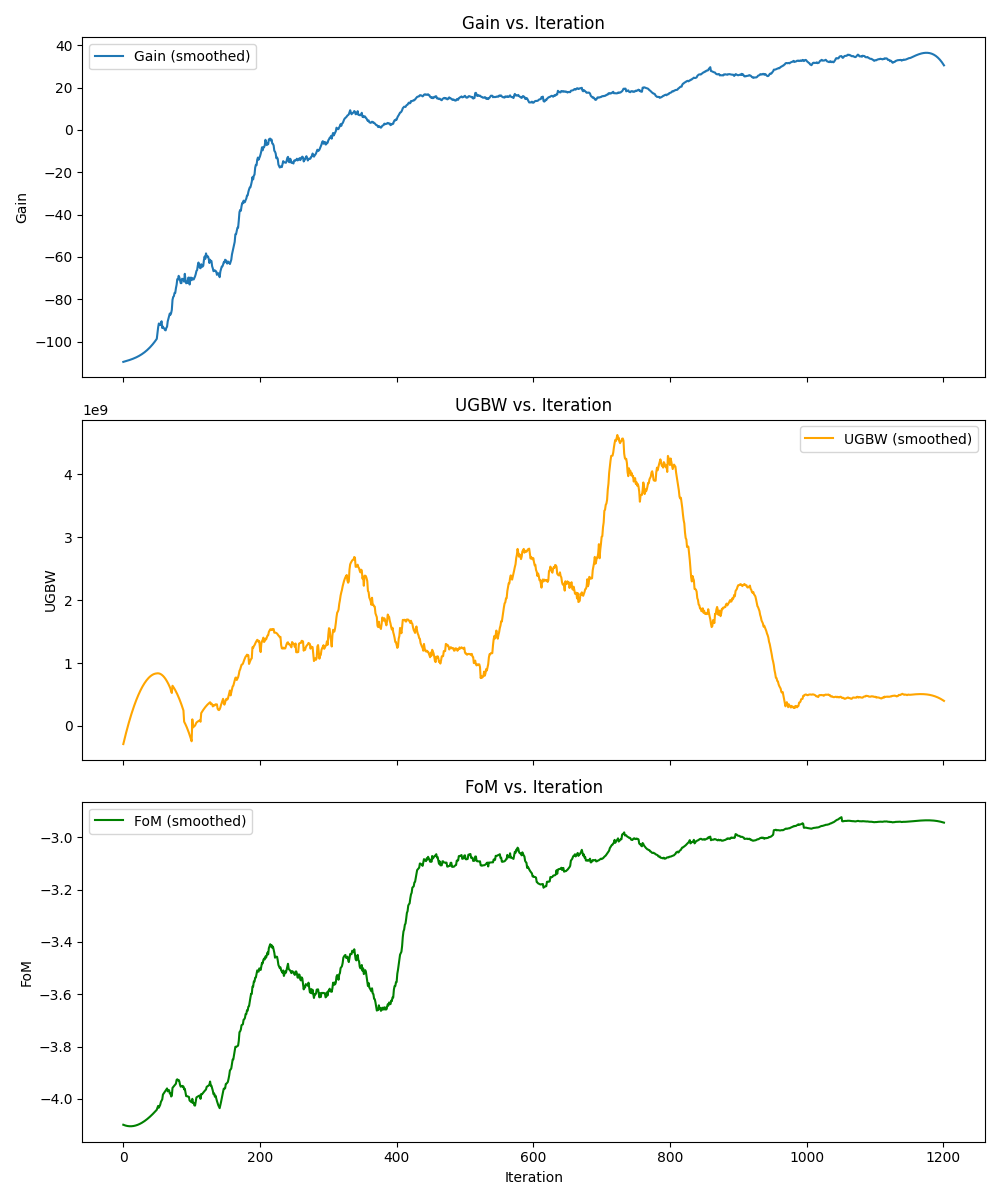 Gain vs. Iteration
Gain (smoothed)
40
20
0
−20
−40
−60
−80
−100
Gain
UGBW vs. Iteration
1e9
UGBW (smoothed)
4
3
2
1
0
UGBW
FoM vs. Iteration
FoM (smoothed)
−3.0
−3.2
−3.4
−3.6
−3.8
−4.0
FoM
0 200 400 600 800 1000 1200
Iteration